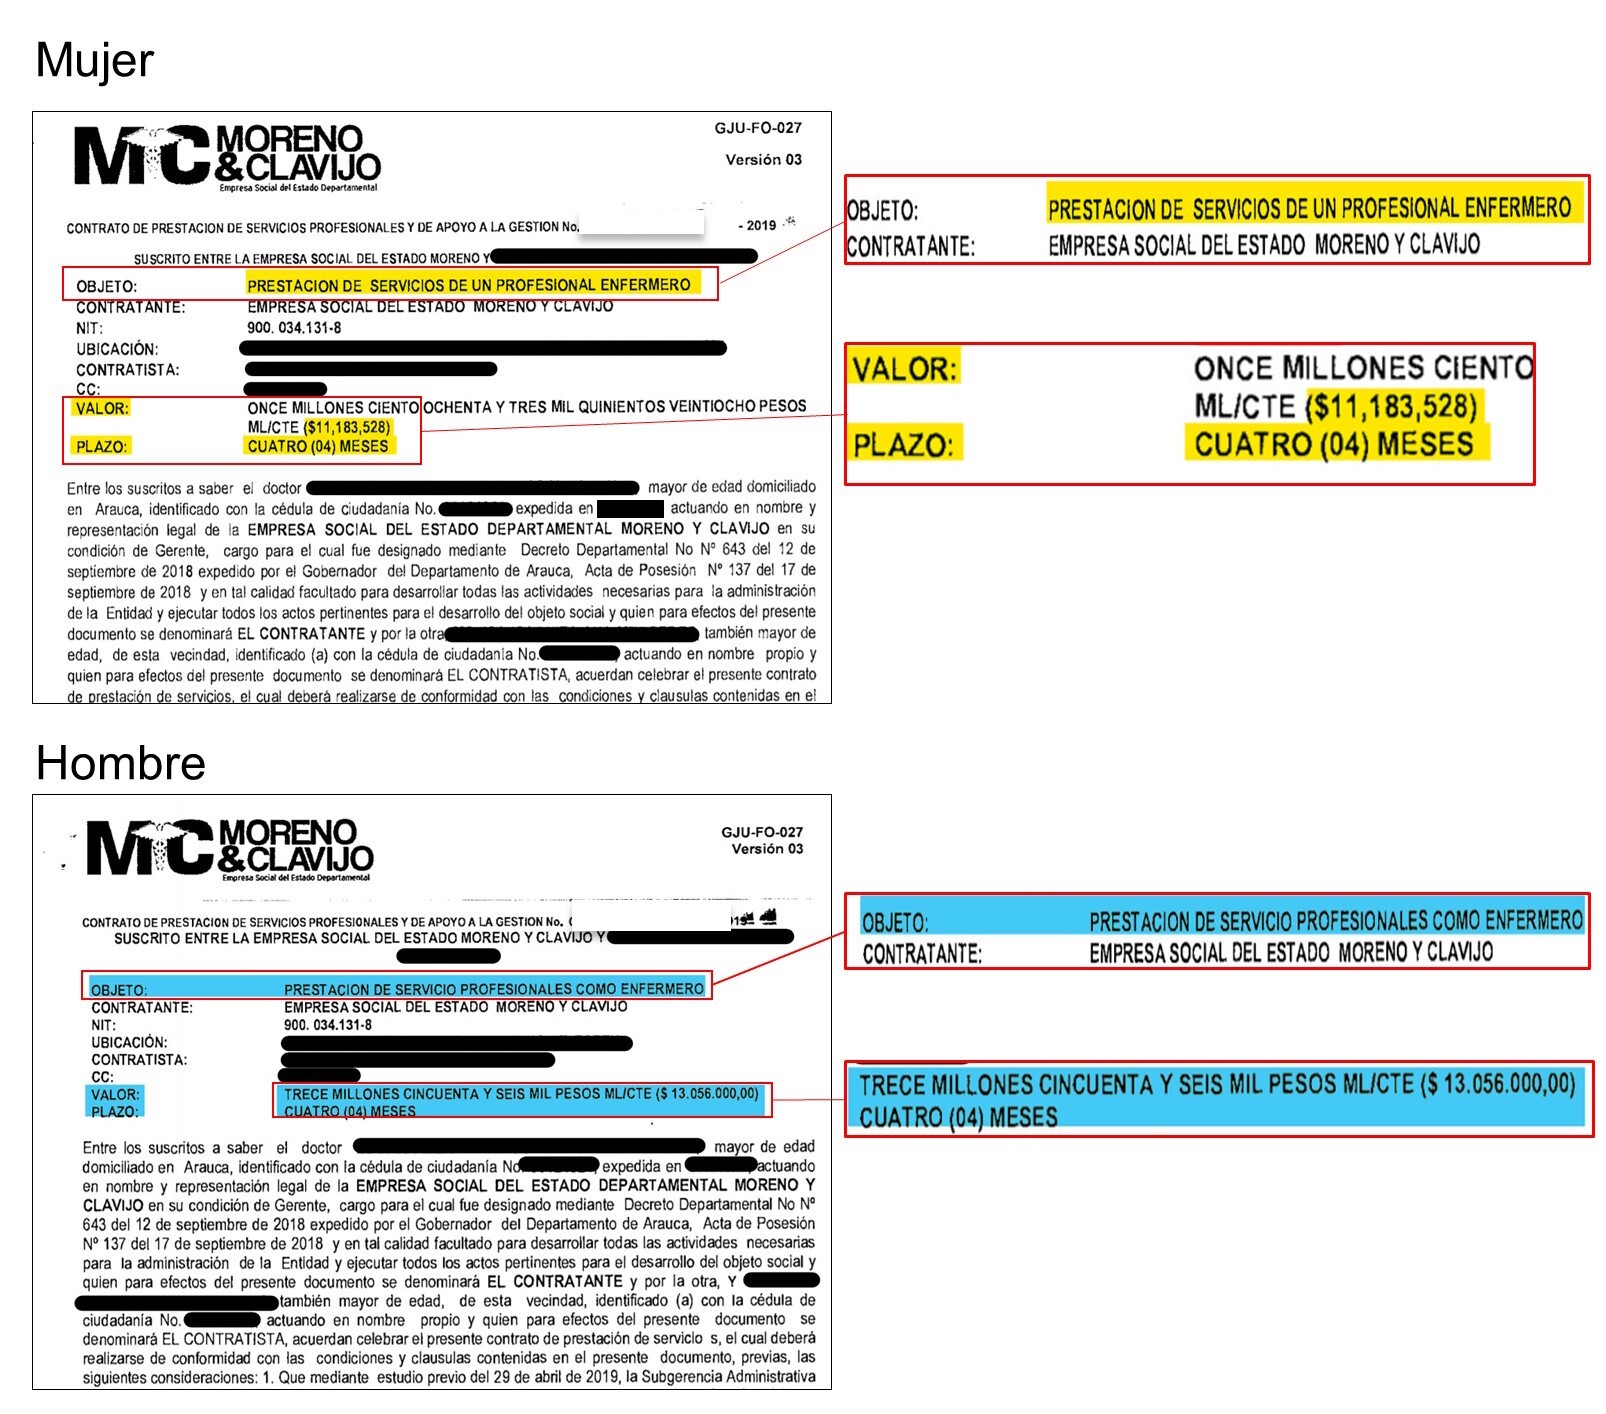 Mujer
MC MORENO
&CLAVIJO
Empresa Social del Estado Departamental
GJU-FO-027
Versión 03
CONTRATO DE PRESTACION DE SERVICIOS PROFESIONALES Y DE APOYO A LA GESTION No. - 2019
SUSCRITO ENTRE LA EMPRESA SOCIAL DEL ESTADO MORENO Y
OBJETO: PRESTACION DE SERVICIOS DE UN PROFESIONAL ENFERMERO
CONTRATANTE: EMPRESA SOCIAL DEL ESTADO MORENO Y CLAVIJO
NIT: 900. 034.131-8
UBICACIÓN:
CONTRATISTA:
CC:
VALOR: ONCE MILLONES CIENTO OCHENTA Y TRES MIL QUINIENTOS VEINTIOCHO PESOS
ML/CTE ($11,183,528)
PLAZO: CUATRO (04) MESES
Entre los suscritos a saber el doctor mayor de edad domiciliado
en Arauca, identificado con la cédula de ciudadanía No. expedida en actuando en nombre y
representación legal de la EMPRESA SOCIAL DEL ESTADO DEPARTAMENTAL MORENO Y CLAVIJO en su
condición de Gerente, cargo para el cual fue designado mediante Decreto Departamental No Nº 643 del 12 de
septiembre de 2018 expedido por el Gobernador del Departamento de Arauca, Acta de Posesión Nº 137 del 17 de
septiembre de 2018 y en tal calidad facultado para desarrollar todas las actividades necesarias para la administración
de la Entidad y ejecutar todos los actos pertinentes para el desarrollo del objeto social y quien para efectos del presente
documento se denominará EL CONTRATANTE y por la otra también mayor de
edad, de esta vecindad, identificado (a) con la cédula de ciudadanía No. actuando en nombre propio y
quien para efectos del presente documento se denominará EL CONTRATISTA, acuerdan celebrar el presente contrato
de prestación de servicios, el cual deberá realizarse de conformidad con las condiciones y clausulas contenidas en el
OBJETO: PRESTACION DE SERVICIOS DE UN PROFESIONAL ENFERMERO
CONTRATANTE: EMPRESA SOCIAL DEL ESTADO MORENO Y CLAVIJO
VALOR: ONCE MILLONES CIENTO
ML/CTE ($11,183,528)
PLAZO: CUATRO (04) MESES
Hombre
MC MORENO
&CLAVIJO
Empresa Social del Estado Departamental
GJU-FO-027
Versión 03
CONTRATO DE PRESTACION DE SERVICIOS PROFESIONALES Y DE APOYO A LA GESTION No.
SUSCRITO ENTRE LA EMPRESA SOCIAL DEL ESTADO MORENO Y CLAVIJO Y
OBJETO: PRESTACION DE SERVICIO PROFESIONALES COMO ENFERMERO
CONTRATANTE: EMPRESA SOCIAL DEL ESTADO MORENO Y CLAVIJO
NIT: 900. 034.131-8
UBICACIÓN:
CONTRATISTA:
CC:
VALOR: TRECE MILLONES CINCUENTA Y SEIS MIL PESOS ML/CTE ($ 13.056.000,00)
PLAZO: CUATRO (04) MESES
Entre los suscritos a saber el doctor mayor de edad
domiciliado en Arauca, identificado con la cédula de ciudadanía No expedida en actuando
en nombre y representación legal de la EMPRESA SOCIAL DEL ESTADO DEPARTAMENTAL MORENO Y
CLAVIJO en su condición de Gerente, cargo para el cual fue designado mediante Decreto Departamental No Nº
643 del 12 de septiembre de 2018 expedido por el Gobernador del Departamento de Arauca, Acta de Posesión
Nº 137 del 17 de septiembre de 2018 y en tal calidad facultado para desarrollar todas las actividades necesarias
para la administración de la Entidad y ejecutar todos los actos pertinentes para el desarrollo del objeto social y
quien para efectos del presente documento se denominará EL CONTRATANTE y por la otra, Y
también mayor de edad, de esta vecindad, identificado (a) con la cédula de
ciudadanía No. actuando en nombre propio y quien para efectos del presente documento se
denominará EL CONTRATISTA, acuerdan celebrar el presente contrato de prestación de servicio s, el cual deberá
realizarse de conformidad con las condiciones y clausulas contenidas en el presente documento, previas, las
siguientes consideraciones: 1. Que mediante estudio previo del 29 de abril de 2019, la Subgerencia Administrativa
OBJETO: PRESTACION DE SERVICIO PROFESIONALES COMO ENFERMERO
CONTRATANTE: EMPRESA SOCIAL DEL ESTADO MORENO Y CLAVIJO
TRECE MILLONES CINCUENTA Y SEIS MIL PESOS ML/CTE ($ 13.056.000,00)
CUATRO (04) MESES